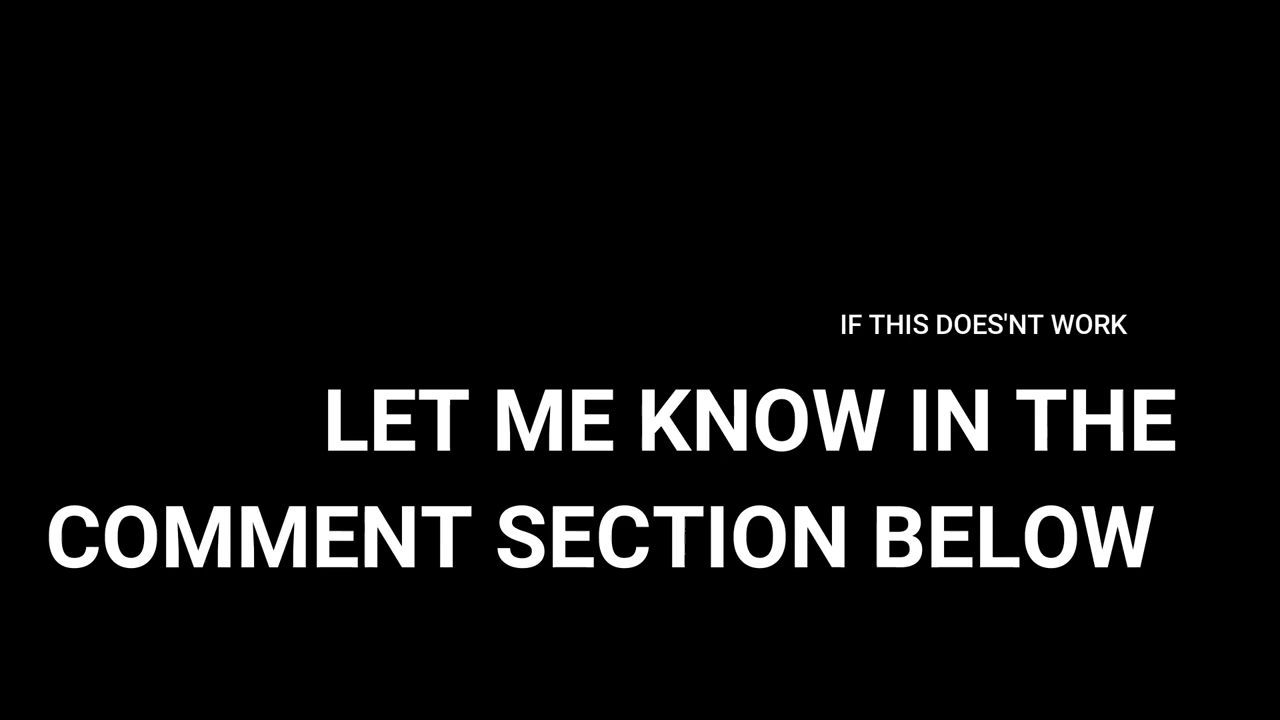 IF THIS DOES'NT WORK
LET ME KNOW IN THE
COMMENT SECTION BELOW